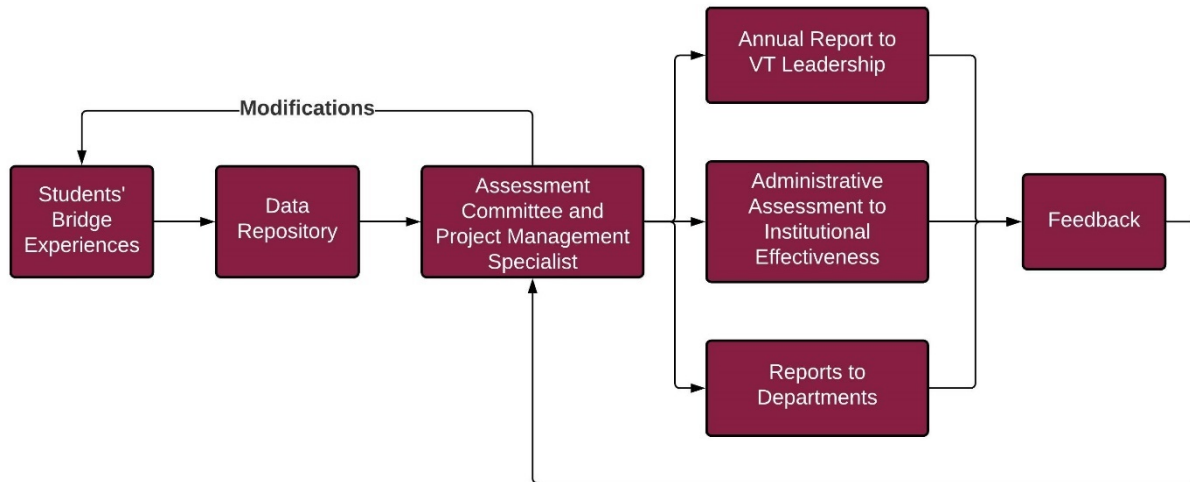 Annual Report to
VT Leadership
Modifications
Students'
Bridge
Experiences
Data
Repository
Assessment
Committee and
Project Management
Specialist
Administrative
Assessment to
Institutional
Effectiveness
Feedback
Reports to
Departments